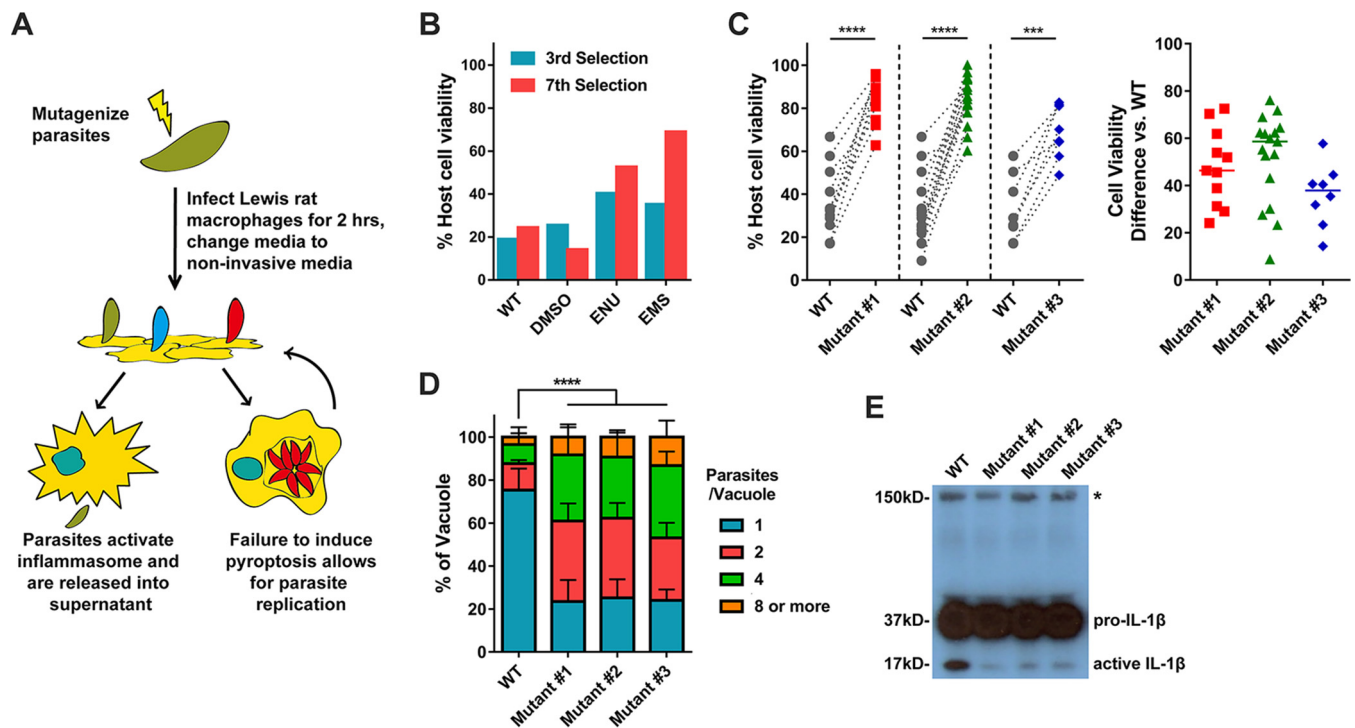 A
Mutagenize
parasites
Infect Lewis rat
macrophages for 2 hrs,
change media to
non-invasive media
Parasites activate
inflammasome and
are released into
supernatant
Failure to induce
pyroptosis allows
for parasite
replication
B
% Host cell viability
100
80
60
40
20
0
3rd Selection
7th Selection
WT
DMSO
ENU
EMS
C
% Host cell viability
100
80
60
40
20
0
****
****
***
WT
Mutant #1
WT
Mutant #2
WT
Mutant #3
Cell Viability
Difference vs. WT
100
80
60
40
20
0
Mutant #1
Mutant #2
Mutant #3
D
% of Vacuole
100
80
60
40
20
0
****
WT
Mutant #1
Mutant #2
Mutant #3
Parasites
/Vacuole
1
2
4
8 or more
E
WT
Mutant #1
Mutant #2
Mutant #3
150kD-
*
37kD-
pro-IL-1β
17kD-
active IL-1β